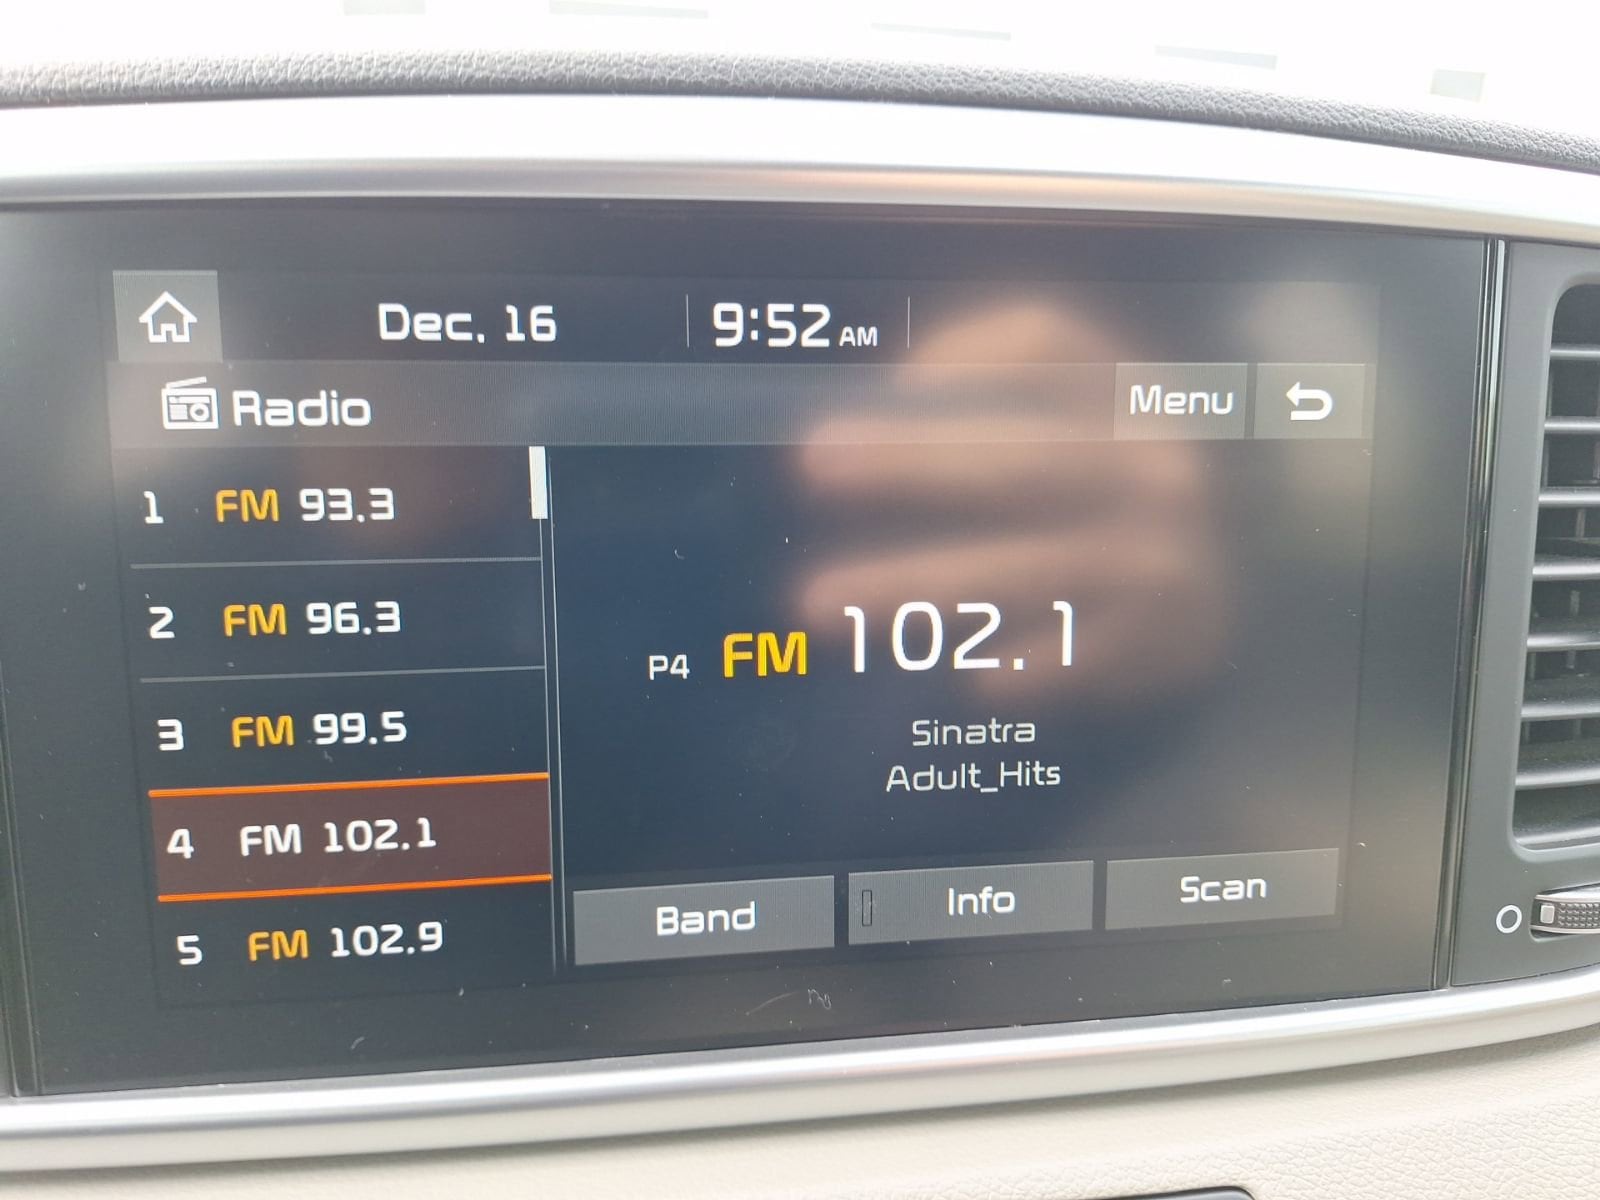 Dec. 16 9:52 AM
Radio Menu
1 FM 93.3
2 FM 96.3
3 FM 99.5
4 FM 102.1
5 FM 102.9
P4 FM 102.1
Sinatra
Adult_Hits
Band Info Scan